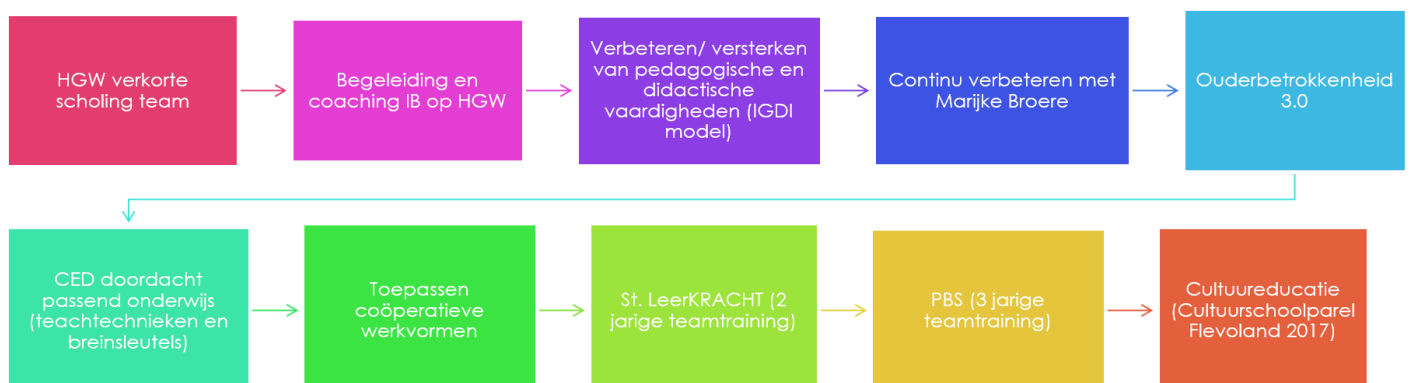 HGW verkorte
scholing team
Begeleiding en
coaching IB op HGW
Verbeteren/ versterken
van pedagogische en
didactische
vaardigheden (IGDI
model)
Continu verbeteren met
Marijke Broere
Ouderbetrokkenheid
3.0
CED doordacht
passend onderwijs
(teachtechnieken en
breinsleutels)
Toepassen
coöperatieve
werkvormen
St. LeerKRACHT (2
jarige teamtraining)
PBS (3 jarige
teamtraining)
Cultuureducatie
(Cultuurschoolparel
Flevoland 2017)